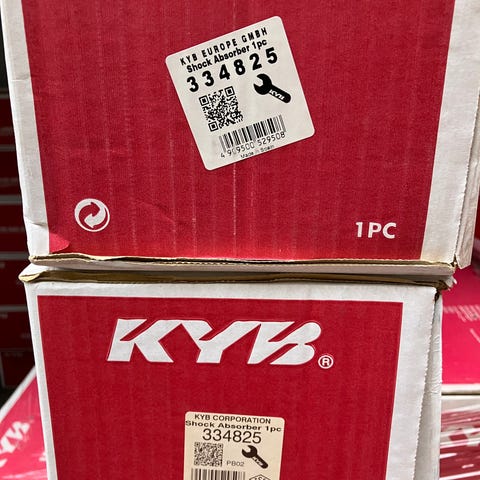 KYB EUROPE GMBH
Shock Absorber 1pc
334825
KYB
4 909500 529508
Made in Spain
1PC
KYB®
KYB CORPORATION
Shock Absorber 1pc
334825
PB02